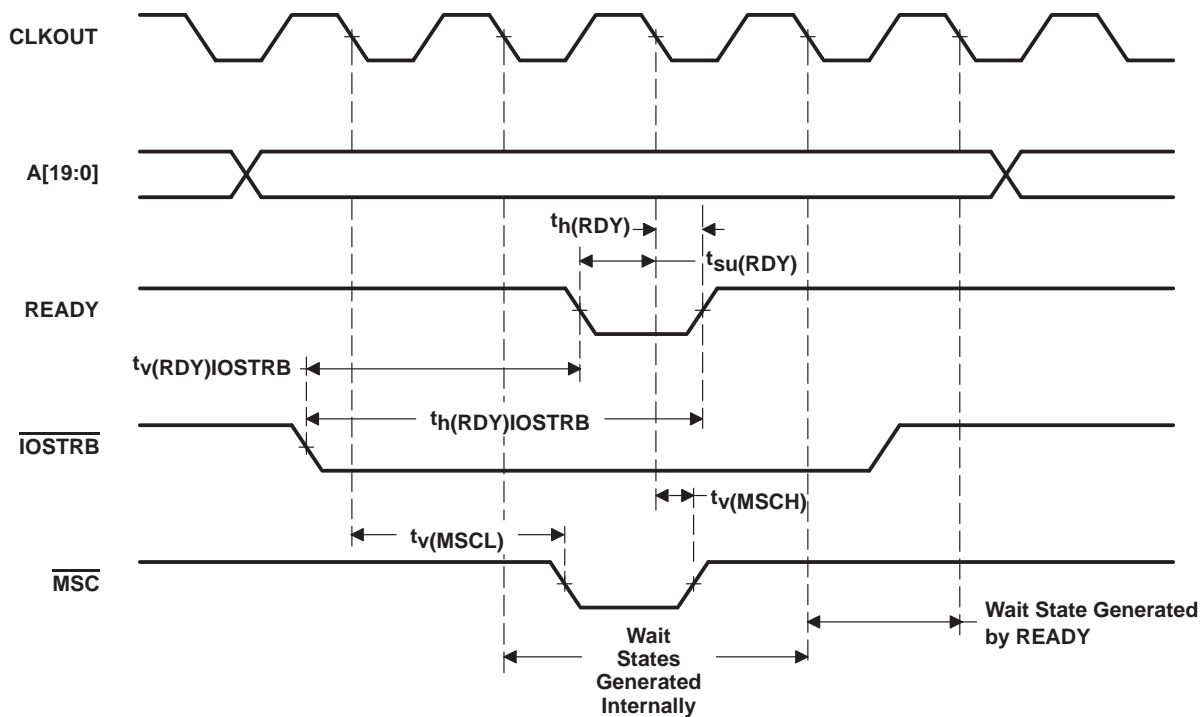 CLKOUT
A[19:0]
th(RDY)
tsu(RDY)
READY
tv(RDY)IOSTRB
th(RDY)IOSTRB
IOSTRB
tv(MSCH)
tv(MSCL)
MSC
Wait State Generated
by READY
Wait
States
Generated
Internally